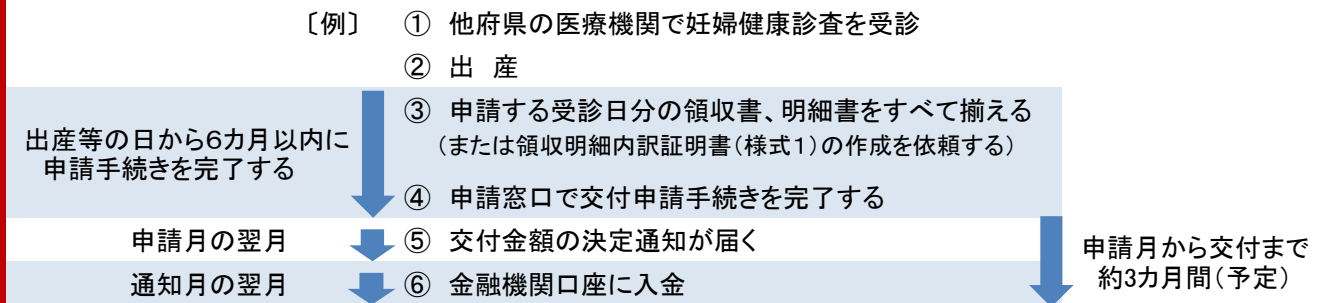 〔例〕 ① 他府県の医療機関で妊婦健康診査を受診
② 出 産
③ 申請する受診日分の領収書、明細書をすべて揃える
(または領収明細内訳証明書(様式1)の作成を依頼する)
出産等の日から6カ月以内に
申請手続きを完了する
④ 申請窓口で交付申請手続きを完了する
申請月の翌月 ⑤ 交付金額の決定通知が届く
通知月の翌月 ⑥ 金融機関口座に入金
申請月から交付まで
約3カ月間(予定)